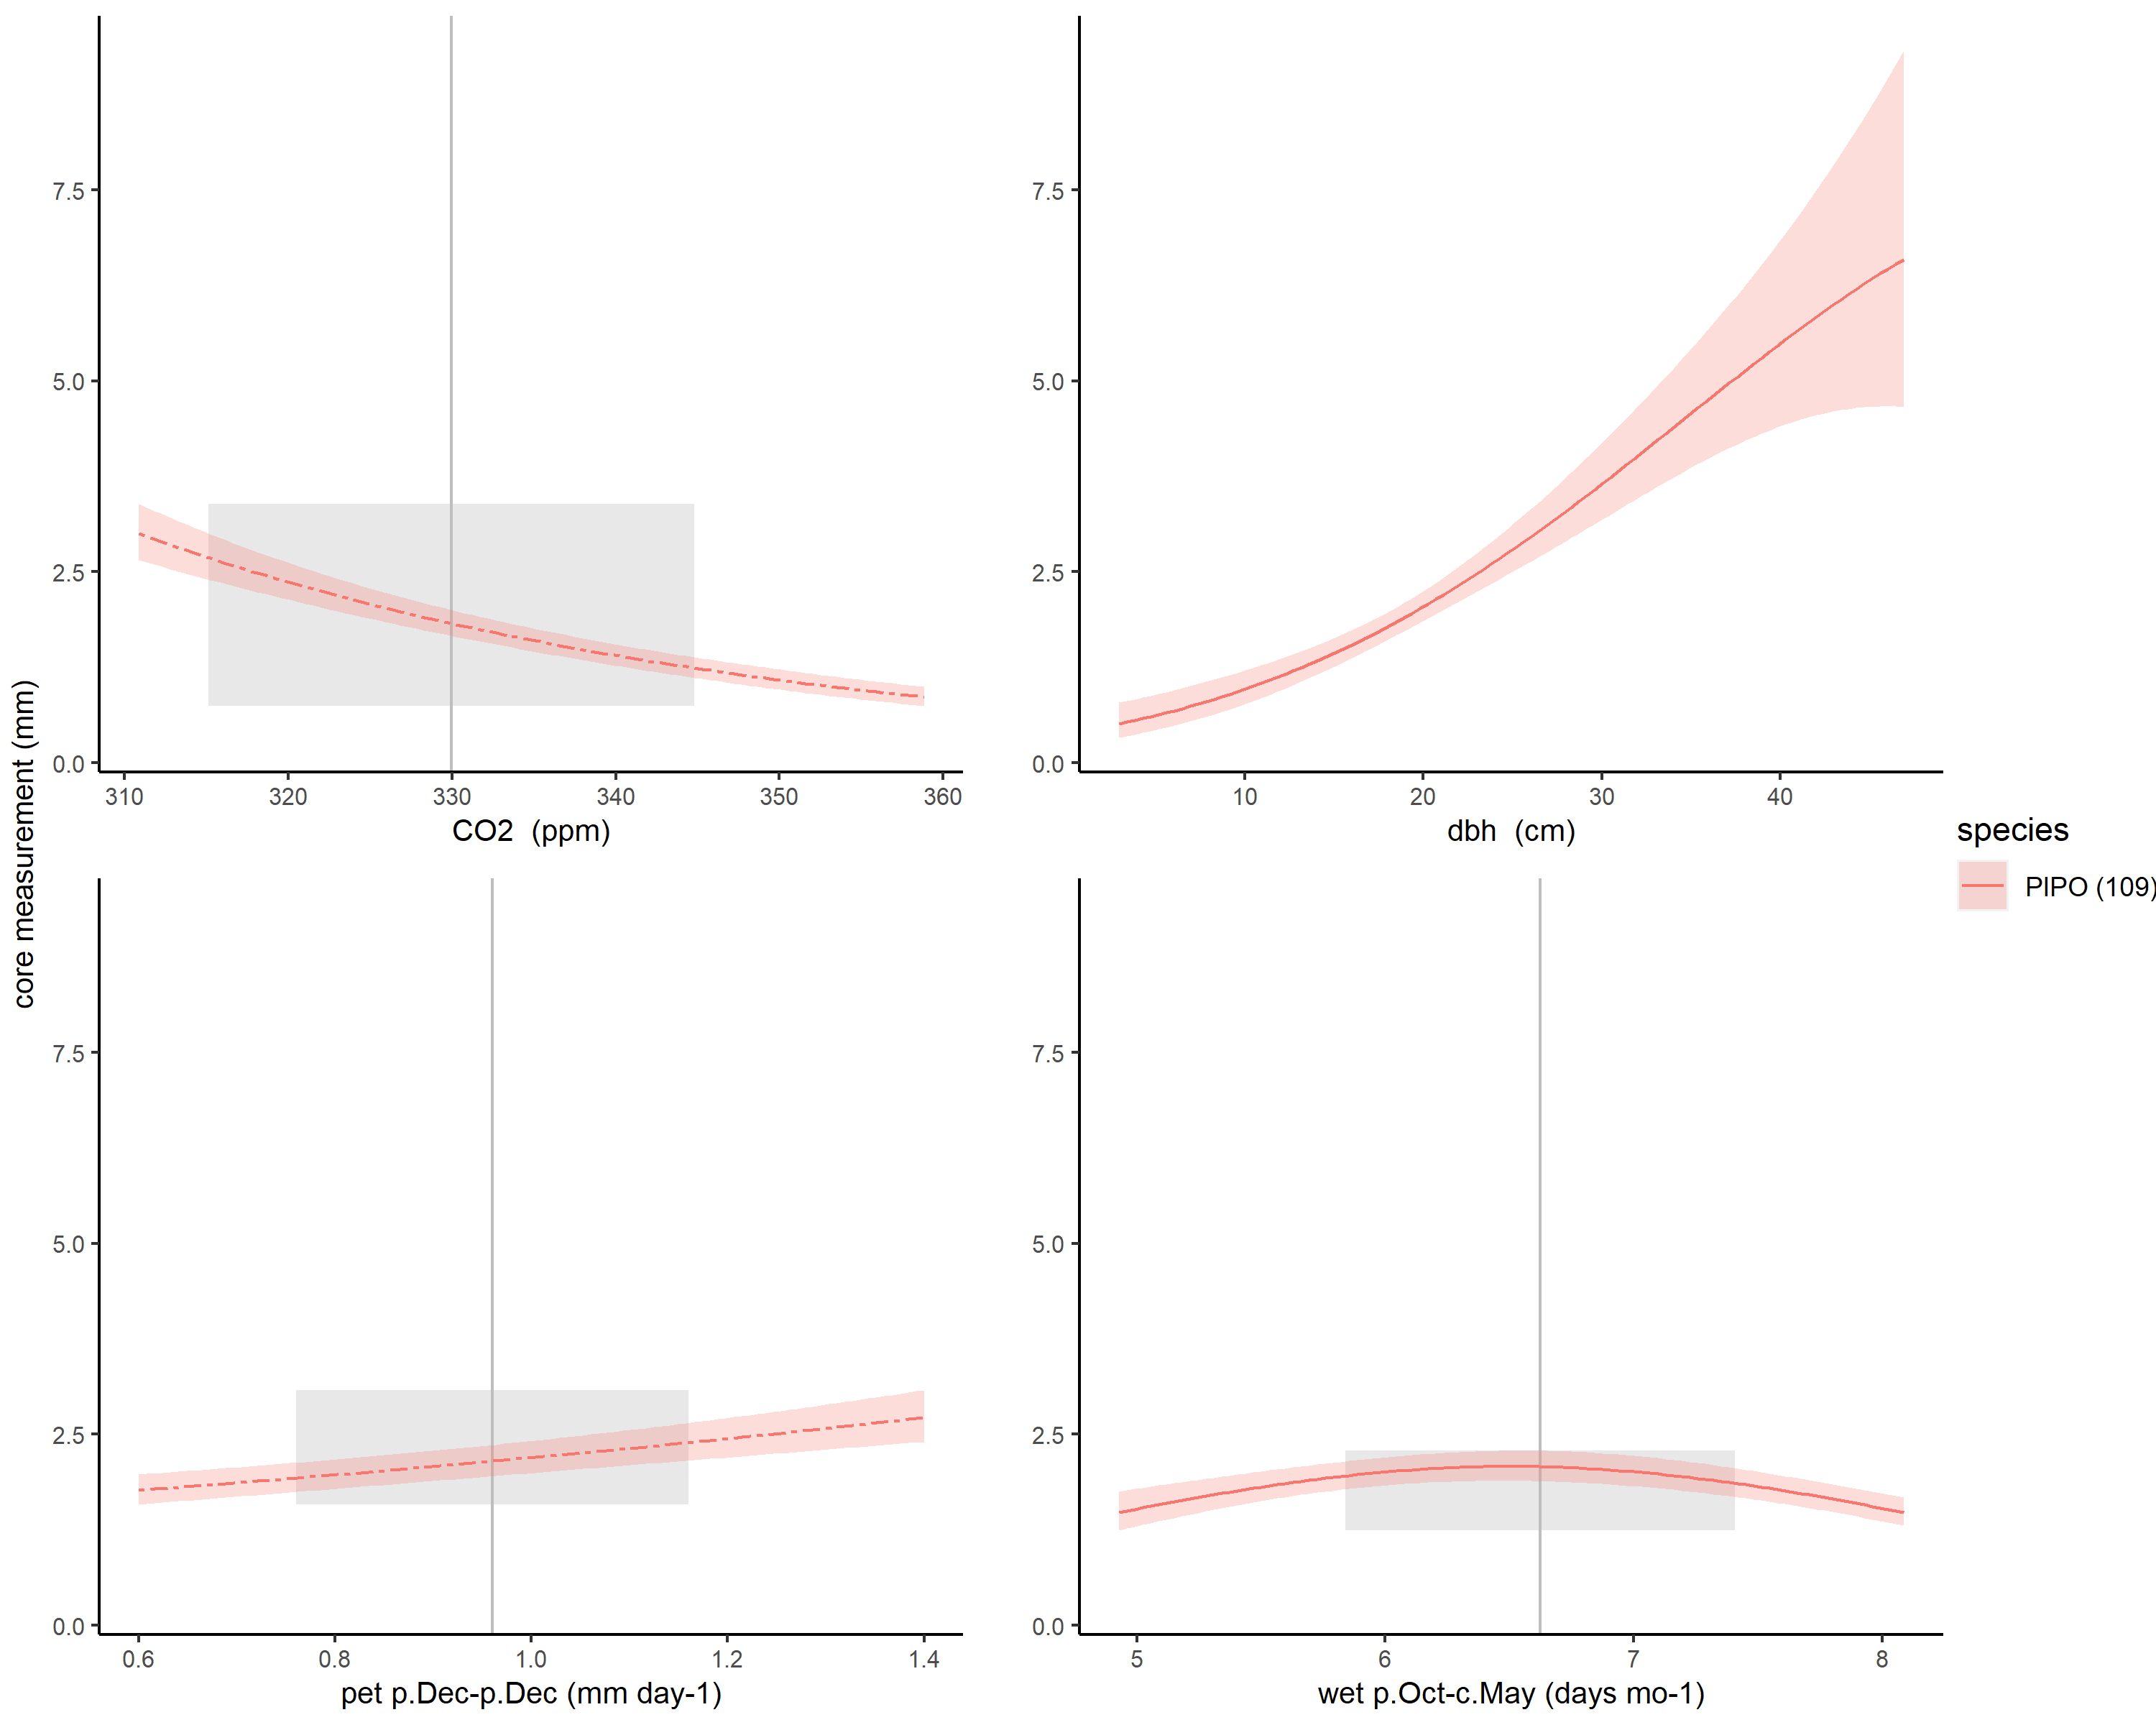 core measurement (mm)
7.5
5.0
2.5
0.0
310 320 330 340 350 360
CO2 (ppm)
7.5
5.0
2.5
0.0
10 20 30 40
dbh (cm)
7.5
5.0
2.5
0.0
0.6 0.8 1.0 1.2 1.4
pet p.Dec-p.Dec (mm day-1)
7.5
5.0
2.5
0.0
5 6 7 8
wet p.Oct-c.May (days mo-1)
species
PIPO (109)